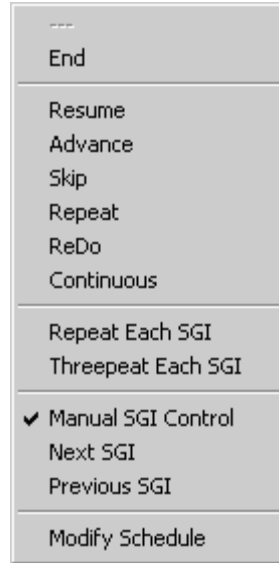 ---
End
Resume
Advance
Skip
Repeat
ReDo
Continuous
Repeat Each SGI
Threepeat Each SGI
Manual SGI Control
Next SGI
Previous SGI
Modify Schedule